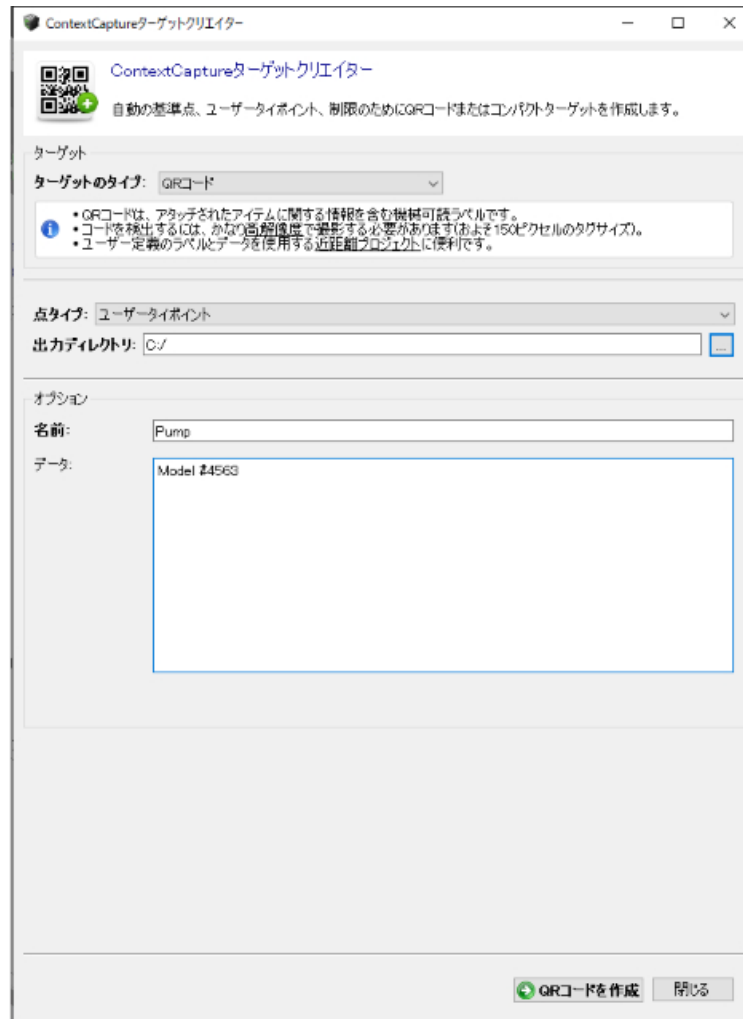 ContextCaptureターゲットクリエイター
ContextCaptureターゲットクリエイター
自動の基準点、ユーザータイポイント、制限のためにQRコードまたはコンパクトターゲットを作成します。
ターゲット
ターゲットのタイプ: QRコード
• QRコードは、アタッチされたアイテムに関する情報を含む機械可読ラベルです。
• コードを検出するには、かなり高解像度で撮影する必要があります(およそ150ピクセルのタグサイズ)。
• ユーザー定義のラベルとデータを使用する近距離プロジェクトに便利です。
点タイプ: ユーザータイポイント
出力ディレクトリ: C:/ ...
オプション
名前: Pump
データ: Model #4563
QRコードを作成 閉じる